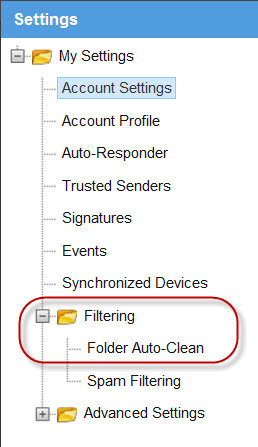 Settings
My Settings
Account Settings
Account Profile
Auto-Responder
Trusted Senders
Signatures
Events
Synchronized Devices
Filtering
Folder Auto-Clean
Spam Filtering
Advanced Settings